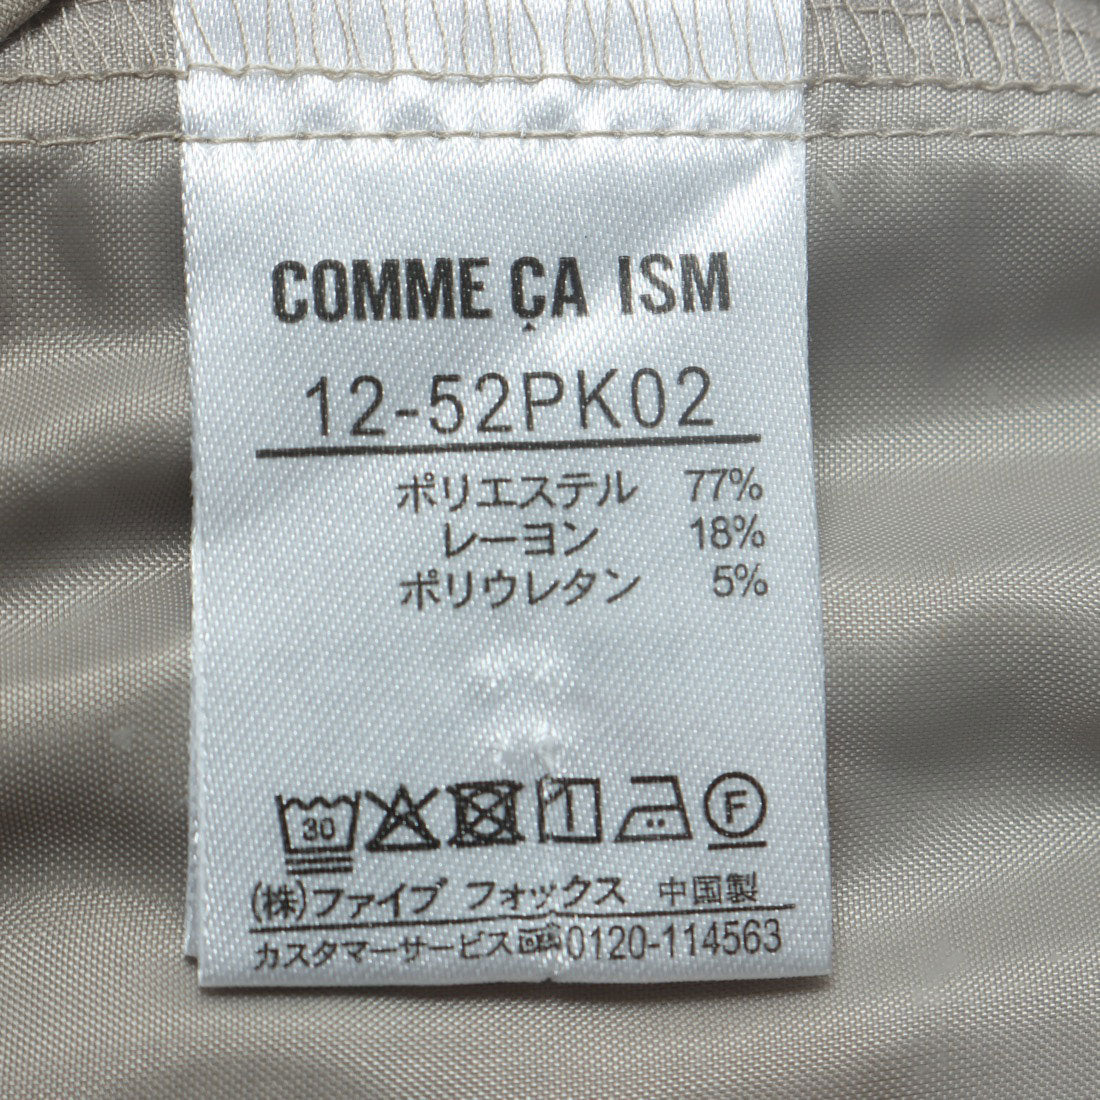 COMME ÇA ISM
12-52PK02
ポリエステル 77%
レーヨン 18%
ポリウレタン 5%
30 F
(株)ファイブ フォックス 中国製
カスタマーサービス 0120-114563